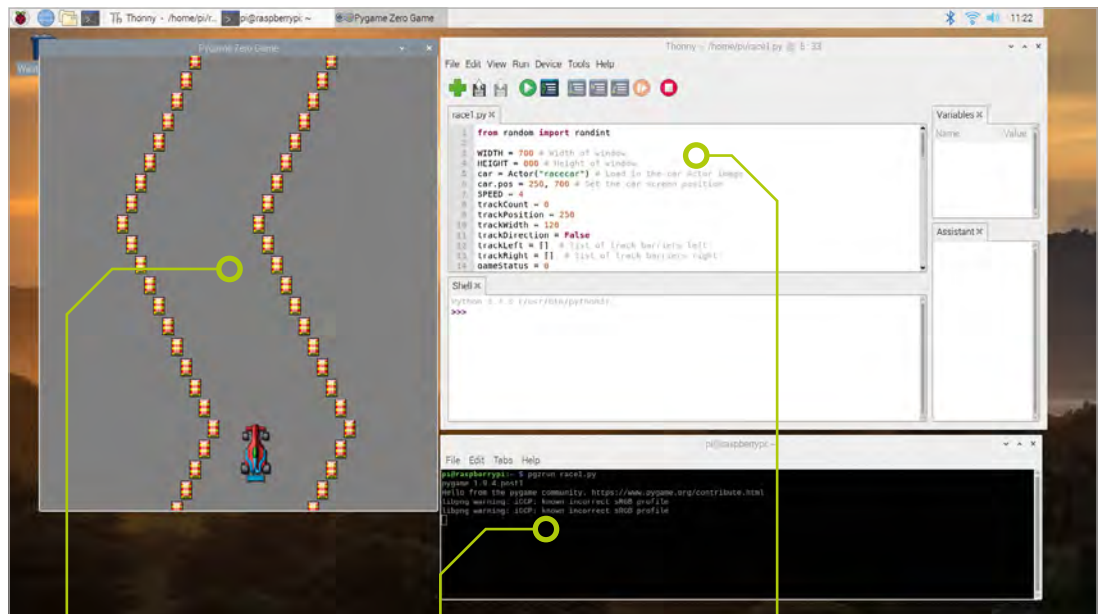 Thonny - /home/pi/r... pi@raspberrypi: ~ Pygame Zero Game 11:22
Pygame Zero Game
Thonny - /home/pi/race1.py @ 5 : 33
File Edit View Run Device Tools Help
race1.py
1 from random import randint
2
3 WIDTH = 700 # Width of window
4 HEIGHT = 800 # Height of window
5 car = Actor("racecar") # Load in the car Actor image
6 car.pos = 250, 700 # Set the car screen position
7 SPEED = 4
8 trackCount = 0
9 trackPosition = 250
10 trackWidth = 120
11 trackDirection = False
12 trackLeft = [] # list of track barriers left
13 trackRight = [] # list of track barriers right
14 gameStatus = 0
Variables
Name Value
Assistant
Shell
Python (/usr/bin/python3)
>>>
pi@raspberrypi: ~
File Edit Tabs Help
pi@raspberrypi:~ $ pgzrun race1.py
pygame 1.9.4.post1
Hello from the pygame community. https://www.pygame.org/contribute.html
libpng warning: iCCP: known incorrect sRGB profile
libpng warning: iCCP: known incorrect sRGB profile